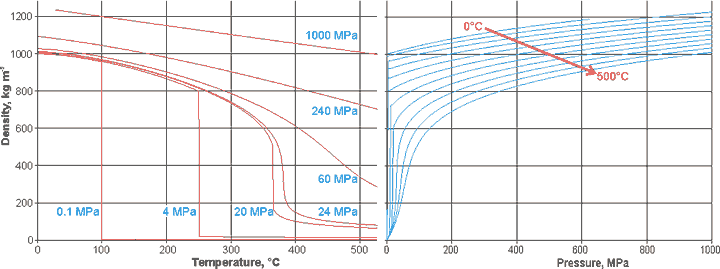 1200
1000
800
600
400
200
0
Density, kg m³
1000 MPa
240 MPa
60 MPa
0.1 MPa 4 MPa 20 MPa 24 MPa
0 100 200 300 400 500
Temperature, °C
0°C
500°C
0 200 400 600 800 1000
Pressure, MPa